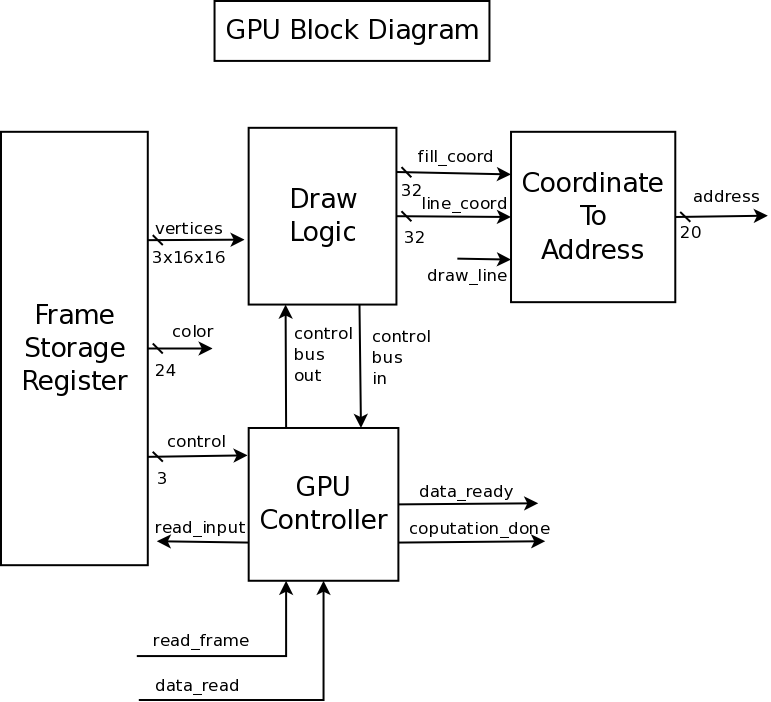 GPU Block Diagram
Frame
Storage
Register
vertices
3x16x16
color
24
control
3
read_input
Draw
Logic
fill_coord
32
line_coord
32
draw_line
Coordinate
To
Address
address
20
control
bus
out
control
bus
in
GPU
Controller
data_ready
coputation_done
read_frame
data_read